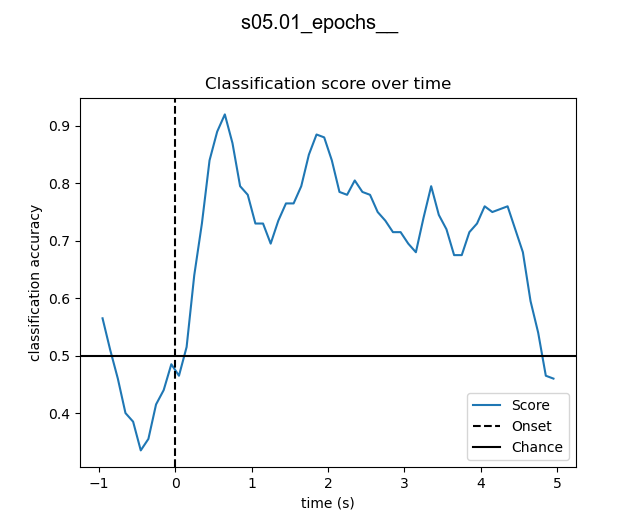 s05.01_epochs__
Classification score over time
classification accuracy
0.9
0.8
0.7
0.6
0.5
0.4
−1
0
1
2
3
4
5
time (s)
Score
Onset
Chance